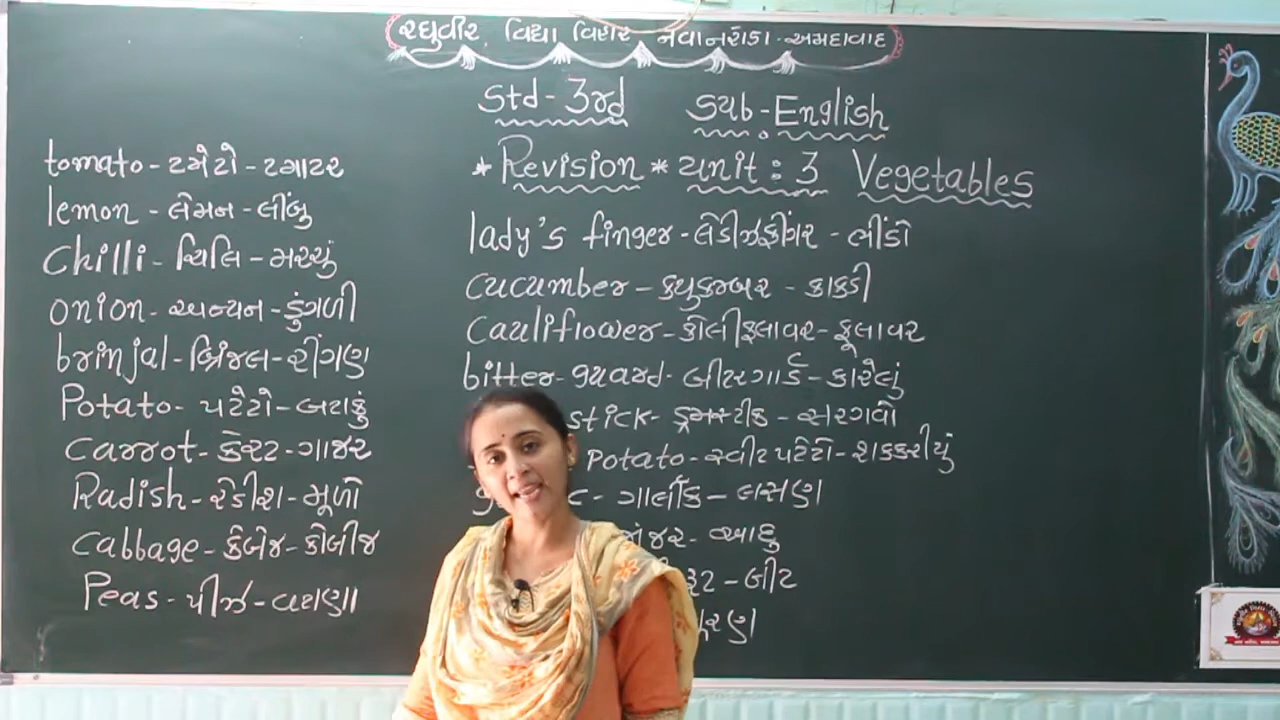 રઘુવીર વિદ્યા વિહાર નવાનરોડા-અમદાવાદ
Std-3rd Sub-English
*Revision * unit:3 Vegetables
tomato-ટમેટો-ટમાટર
lemon-લેમન-લીંબુ
Chilli-ચિલિ-મરચું
onion-અન્યન-ડુંગળી
brinjal-બ્રિંજલ-રીંગણ
Potato-પટેટો-બટાકું
carrot-કેરટ-ગાજર
Radish-રેડીશ-મૂળો
cabbage-કેબેજ-કોબીજ
Peas-પીઝ-વટાણા
lady's finger-લેડીઝફીંગર-ભીંડો
cucumber-ક્યુકમ્બર-કાકડી
cauliflower-કોલીફ્લાવર-ફૂલાવર
bitter-guard-બીટરગાર્ડ-કારેલું
stick-ડ્રમસ્ટીક-સરગવો
Potato-સ્વીટપટેટો-શક્કરીયું
ગાર્લીક-લસણ
જર-આદુ
રૂટ-બીટ
રણ